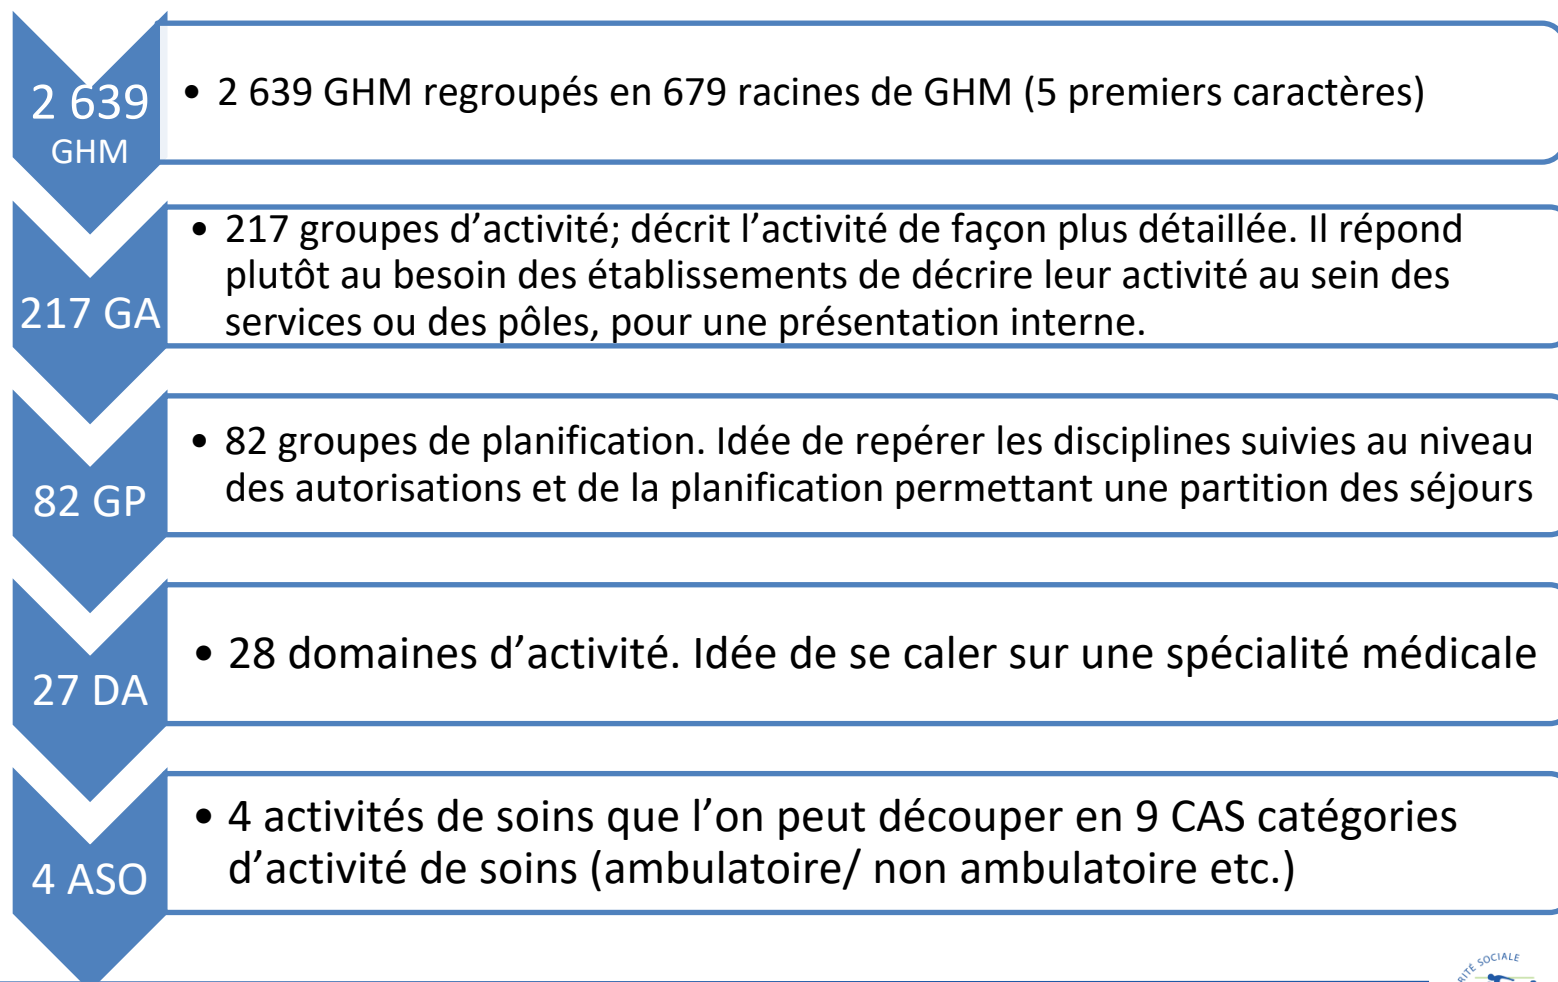 2 639
GHM
• 2 639 GHM regroupés en 679 racines de GHM (5 premiers caractères)
217 GA
• 217 groupes d’activité; décrit l’activité de façon plus détaillée. Il répond
plutôt au besoin des établissements de décrire leur activité au sein des
services ou des pôles, pour une présentation interne.
82 GP
• 82 groupes de planification. Idée de repérer les disciplines suivies au niveau
des autorisations et de la planification permettant une partition des séjours
27 DA
• 28 domaines d’activité. Idée de se caler sur une spécialité médicale
4 ASO
• 4 activités de soins que l’on peut découper en 9 CAS catégories
d’activité de soins (ambulatoire/ non ambulatoire etc.)
SOCIALE